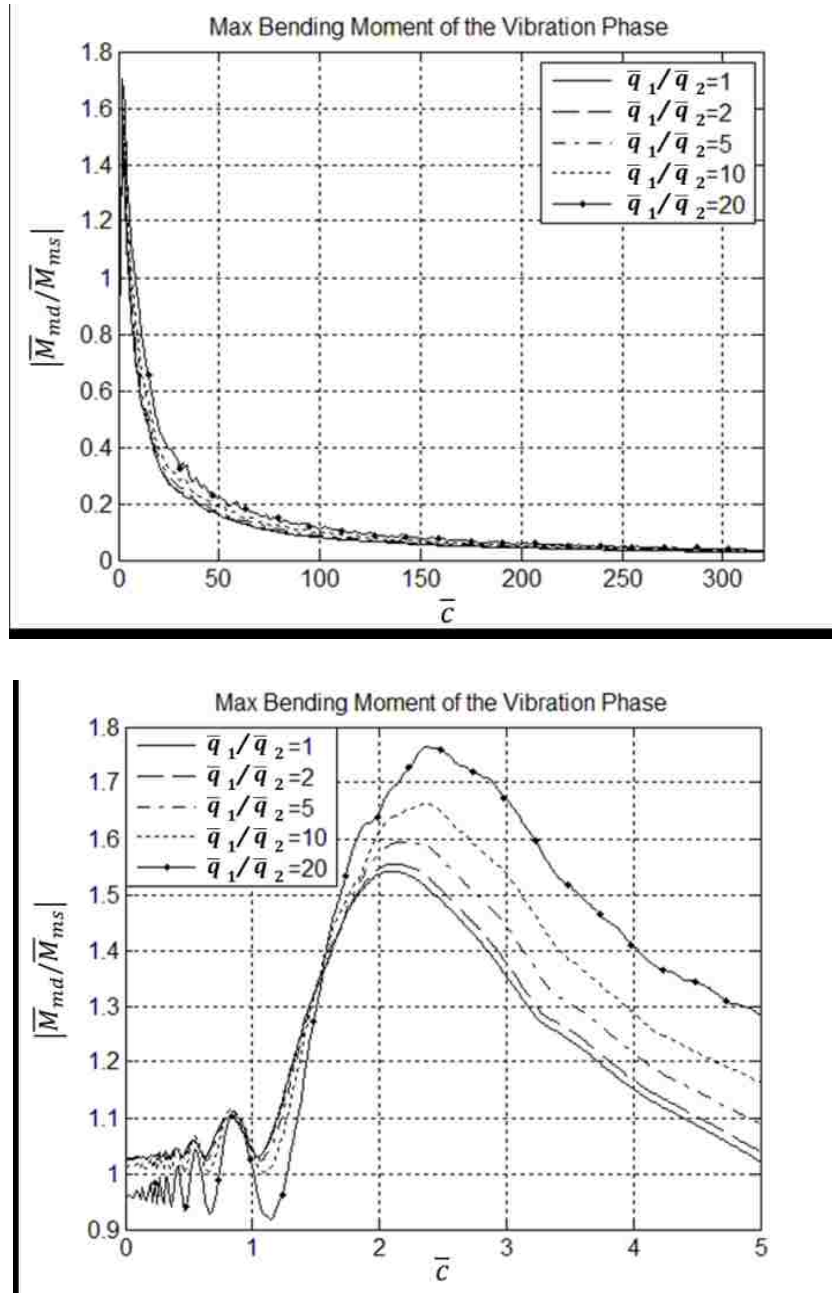 Max Bending Moment of the Vibration Phase
1.8
1.6
1.4
1.2
1
0.8
0.6
0.4
0.2
0
|M̅md/M̅ms|
q̅ 1/ q̅ 2=1
q̅ 1/ q̅ 2=2
q̅ 1/ q̅ 2=5
q̅ 1/ q̅ 2=10
q̅ 1/ q̅ 2=20
0 50 100 150 200 250 300
c̅
Max Bending Moment of the Vibration Phase
1.8
1.7
1.6
1.5
1.4
1.3
1.2
1.1
1
0.9
|M̅md/M̅ms|
q̅ 1/ q̅ 2=1
q̅ 1/ q̅ 2=2
q̅ 1/ q̅ 2=5
q̅ 1/ q̅ 2=10
q̅ 1/ q̅ 2=20
0 1 2 3 4 5
c̅